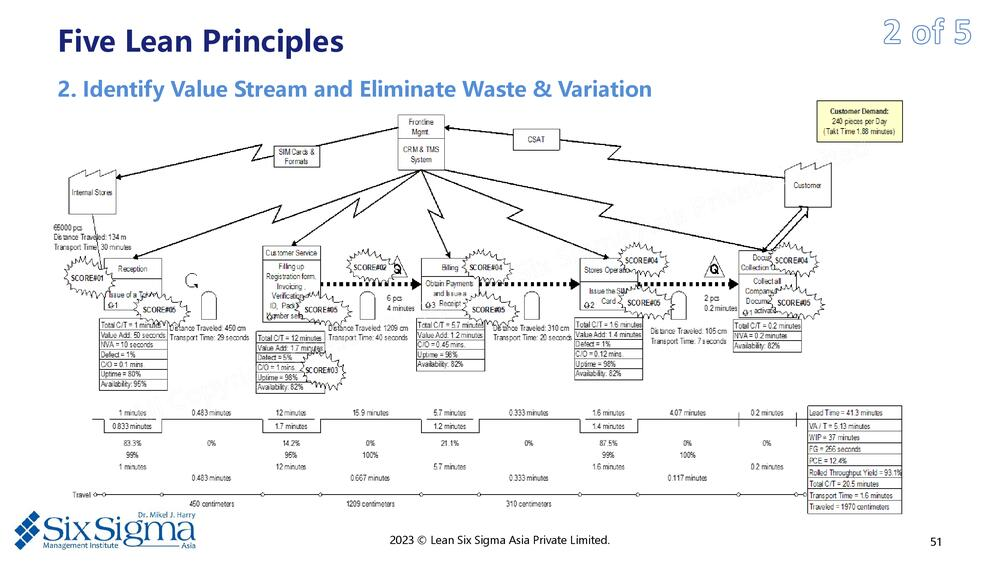 Five Lean Principles
2 of 5
2. Identify Value Stream and Eliminate Waste & Variation
Customer Demand:
240 pieces per Day
(Takt Time 1.88 minutes)
Frontline
Mgmt.
CRM & TMS
System
CSAT
SIM Cards &
Formats
Internal Stores
Customer
65000 pcs
Distance Traveled: 134 m
Transport Time: 30 minutes
SCORE#01
Reception
Issue of a
1
SCORE#05
Total C/T = 1 minute
Value Add: 50 seconds
NVA = 10 seconds
Defect = 1%
C/O = 0.1 mins.
Uptime = 80%
Availability: 95%
Distance Traveled: 450 cm
Transport Time: 29 seconds
Customer Service
Filling up
Registration form,
Invoicing,
Verification
ID,
SCORE#05
Total C/T = 12 minutes
Value Add: 1.7 minutes
Defect = 5%
C/O = 1 mins.
Uptime = 98%
Availability: 82%
SCORE#03
SCORE#02
Q
6 pc
4 minutes
Distance Traveled: 1209 cm
Transport Time: 40 seconds
Billing
SCORE#04
Obtain Payments
and Issue a
3 Receipt
SCORE#05
Total C/T = 5.7 minutes
Value Add: 1.2 minutes
C/O = 0.45 mins.
Uptime = 98%
Availability: 82%
Distance Traveled: 310 cm
Transport Time: 20 seconds
Stores
SCORE#04
Issue the
2 Card
SCORE#05
Total C/T = 1.6 minutes
Value Add: 1.4 minutes
Defect = 1%
C/O = 0.12 mins.
Uptime = 98%
Availability: 82%
Q
2 pc
0.2 minutes
Distance Traveled: 105 cm
Transport Time: 7 seconds
SCORE#04
Collect all
SCORE#05
Total C/T = 0.2 minutes
NVA = 0.2 minutes
Availability: 82%
1 minutes 0.483 minutes 12 minutes 15.9 minutes 5.7 minutes 0.333 minutes 1.6 minutes 4.07 minutes 0.2 minutes
0.833 minutes 1.7 minutes 1.2 minutes 1.4 minutes
83.3% 0% 14.2% 0% 21.1% 0% 87.5% 0% 0%
99% 95% 100% 99% 100%
1 minutes 12 minutes 5.7 minutes 1.6 minutes 0.2 minutes
0.483 minutes 0.667 minutes 0.333 minutes 0.117 minutes
Travel
450 centimeters 1209 centimeters 310 centimeters
Lead Time = 41.3 minutes
VA / T = 5.13 minutes
WIP = 37 minutes
FG = 256 seconds
PCE = 12.4%
Rolled Throughput Yield = 93.1%
Total C/T = 20.5 minutes
Transport Time = 1.6 minutes
Traveled = 1970 centimeters
Dr. Mikel J. Harry
Six Sigma
Management Institute Asia
2023 © Lean Six Sigma Asia Private Limited.
51